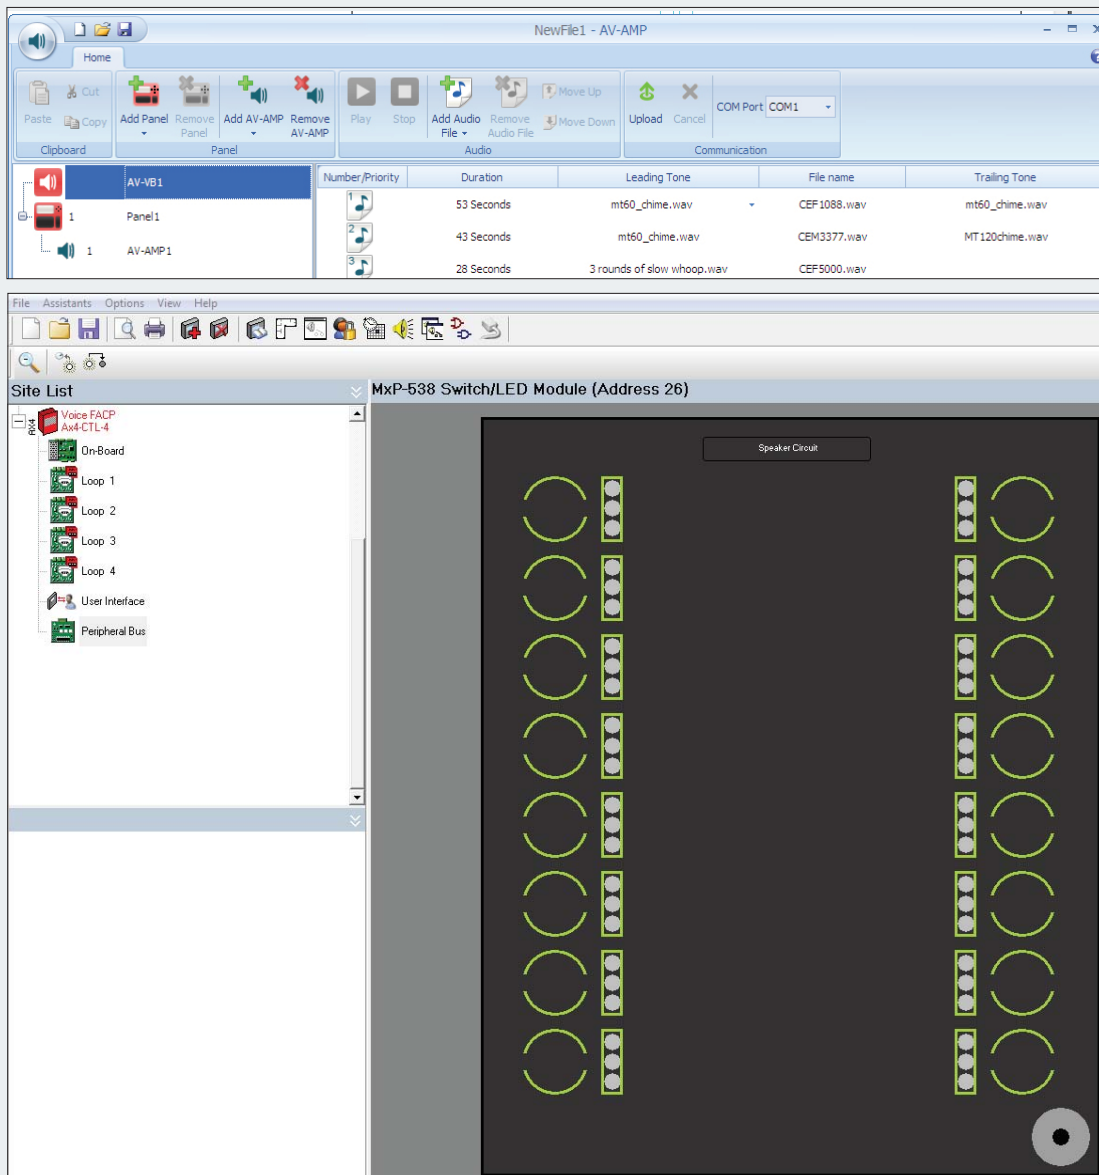 NewFile1 - AV-AMP
Home
Paste
Cut
Copy
Clipboard
Add Panel
Remove Panel
Add AV-AMP
Remove AV-AMP
Panel
Play
Stop
Add Audio File
Remove Audio File
Move Up
Move Down
Audio
Upload
Cancel
COM Port COM1
Communication
AV-VB1
1 Panel1
1 AV-AMP1
Number/Priority Duration Leading Tone File name Trailing Tone
1 53 Seconds mt60_chime.wav CEF1088.wav mt60_chime.wav
2 43 Seconds mt60_chime.wav CEM3377.wav MT120chime.wav
3 28 Seconds 3 rounds of slow whoop.wav CEF5000.wav
File Assistants Options View Help
Site List
MxP-538 Switch/LED Module (Address 26)
AX4
Voice FACP
Ax4-CTL-4
On-Board
Loop 1
Loop 2
Loop 3
Loop 4
User Interface
Peripheral Bus
Speaker Circuit